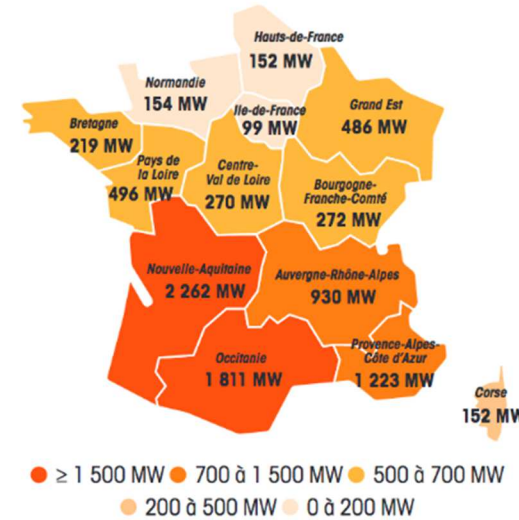 Hauts-de-France
152 MW
Normandie
154 MW
Ile-de-France
99 MW
Grand Est
486 MW
Bretagne
219 MW
Pays de
la Loire
496 MW
Centre-
Val de Loire
270 MW
Bourgogne-
Franche-Comté
272 MW
Nouvelle-Aquitaine
2 262 MW
Auvergne-Rhône-Alpes
930 MW
Occitanie
1 811 MW
Provence-Alpes-
Côte d'Azur
1 223 MW
Corse
152 MW
≥ 1 500 MW
700 à 1 500 MW
500 à 700 MW
200 à 500 MW
0 à 200 MW